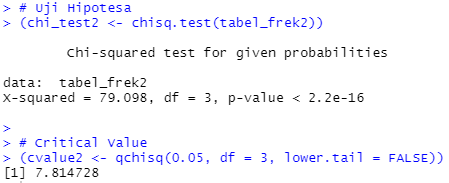 > # Uji Hipotesa
> (chi_test2 <- chisq.test(tabel_frek2))
Chi-squared test for given probabilities
data:  tabel_frek2
X-squared = 79.098, df = 3, p-value < 2.2e-16
>
> # Critical Value
> (cvalue2 <- qchisq(0.05, df = 3, lower.tail = FALSE))
[1] 7.814728